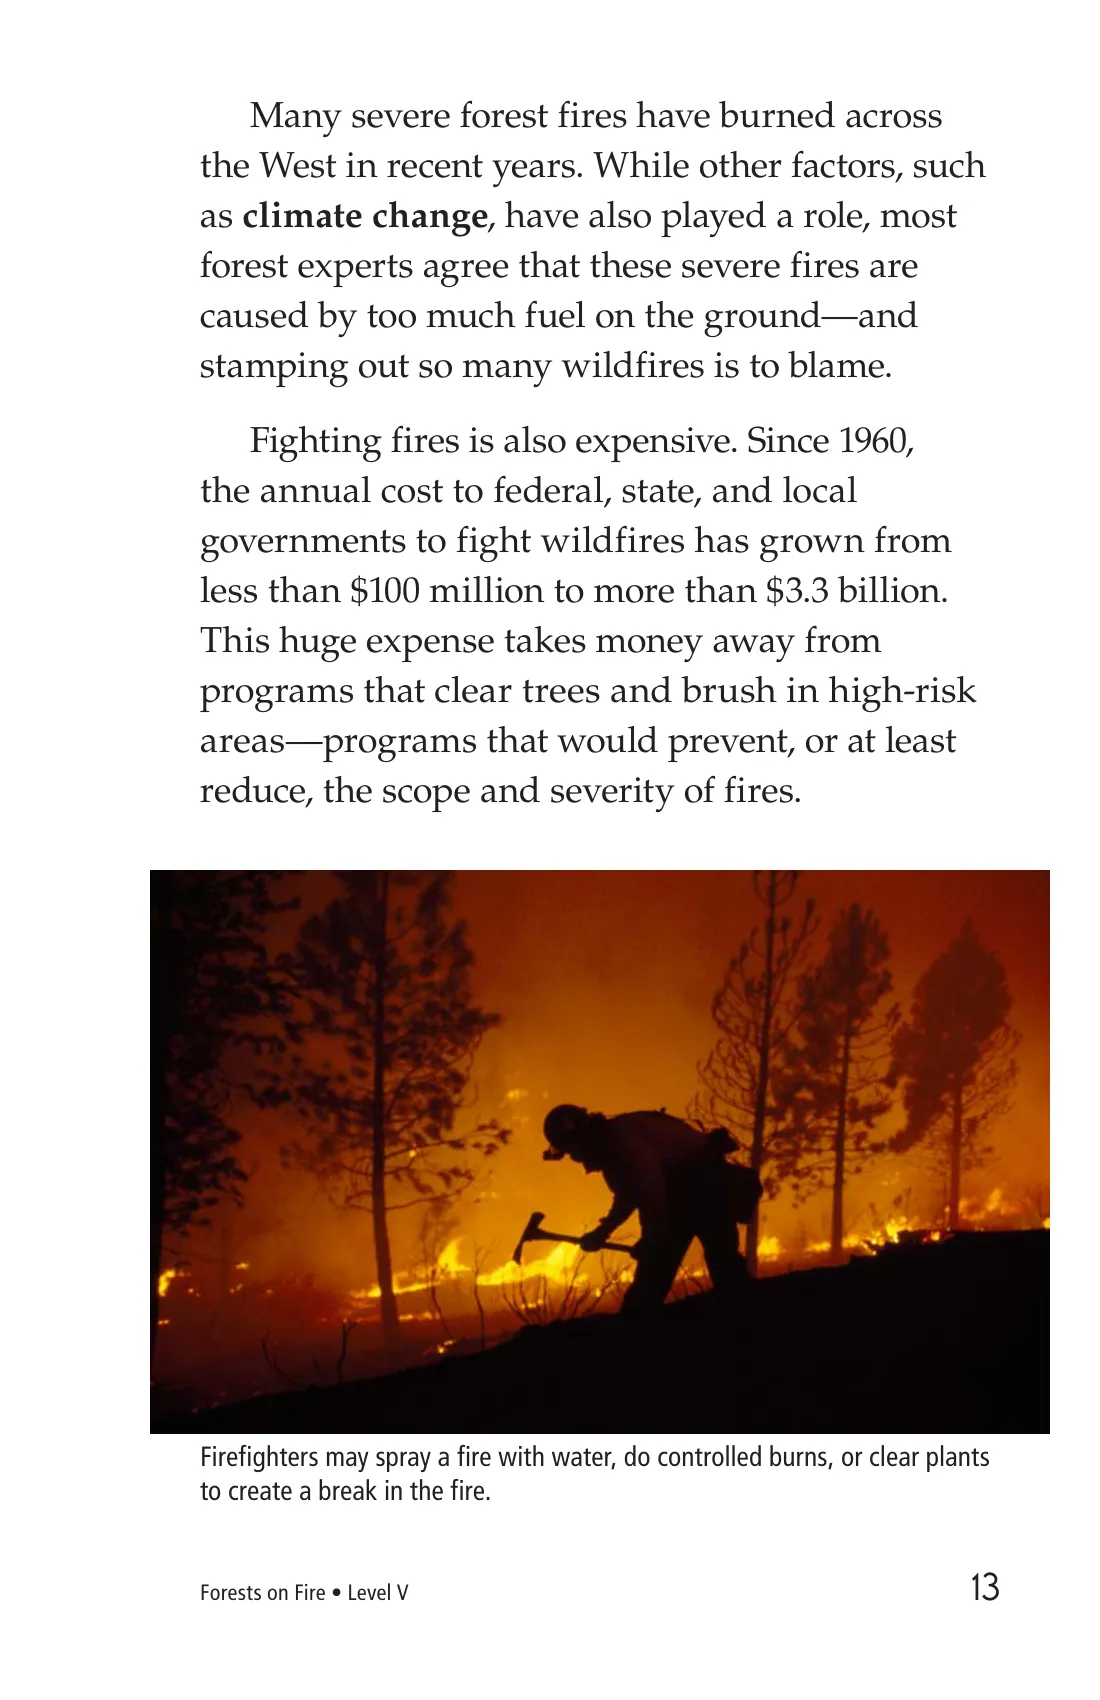 Many severe forest fires have burned across
the West in recent years. While other factors, such
as climate change, have also played a role, most
forest experts agree that these severe fires are
caused by too much fuel on the ground—and
stamping out so many wildfires is to blame.
Fighting fires is also expensive. Since 1960,
the annual cost to federal, state, and local
governments to fight wildfires has grown from
less than $100 million to more than $3.3 billion.
This huge expense takes money away from
programs that clear trees and brush in high-risk
areas—programs that would prevent, or at least
reduce, the scope and severity of fires.
Firefighters may spray a fire with water, do controlled burns, or clear plants
to create a break in the fire.
Forests on Fire • Level V 13